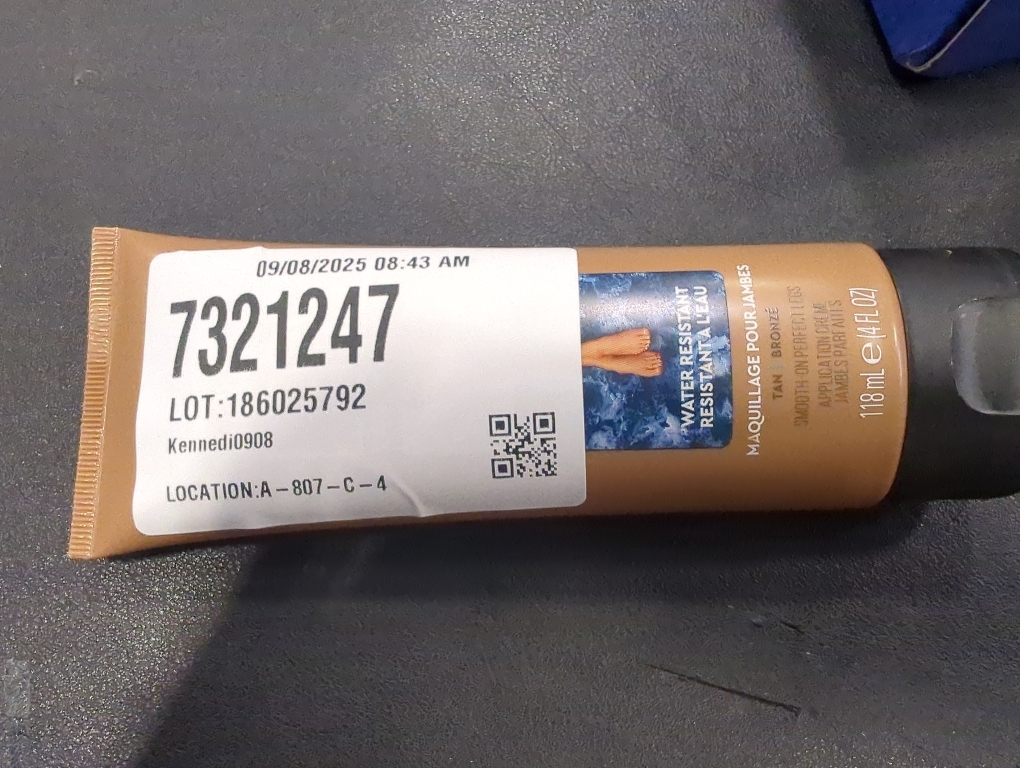 09/08/2025 08:43 AM
7321247
LOT:186025792
Kennedi0908
LOCATION:A-807-C-4
WATER RESISTANT
RESISTANT À L'EAU
MAQUILLAGE POUR JAMBES
TAN | BRONZÉ
SMOOTH-ON PERFECT LEGS
APPLICATION CRÈME
JAMBES PARFAITES
118 mL e (4 FL OZ)